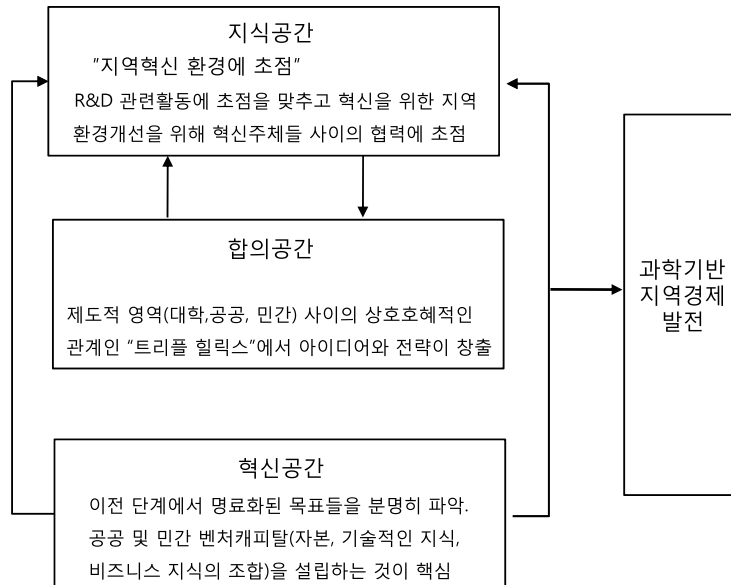 지식공간
"지역혁신 환경에 초점"
R&D 관련활동에 초점을 맞추고 혁신을 위한 지역
환경개선을 위해 혁신주체들 사이의 협력에 초점
합의공간
제도적 영역(대학,공공, 민간) 사이의 상호호혜적인
관계인 "트리플 힐릭스"에서 아이디어와 전략이 창출
혁신공간
이전 단계에서 명료화된 목표들을 분명히 파악.
공공 및 민간 벤처캐피탈(자본, 기술적인 지식,
비즈니스 지식의 조합)을 설립하는 것이 핵심
과학기반
지역경제
발전